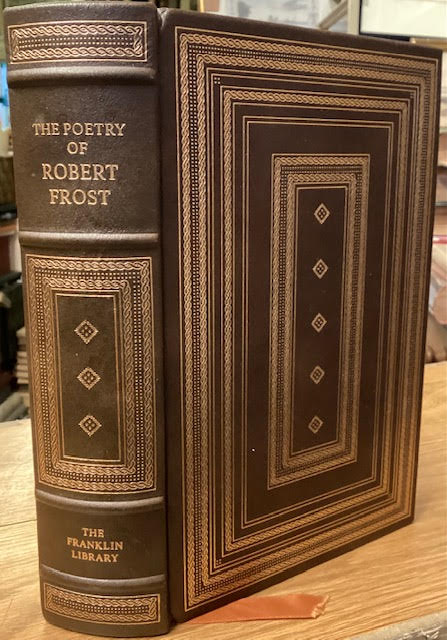 THE POETRY
OF
ROBERT
FROST
THE
FRANKLIN
LIBRARY